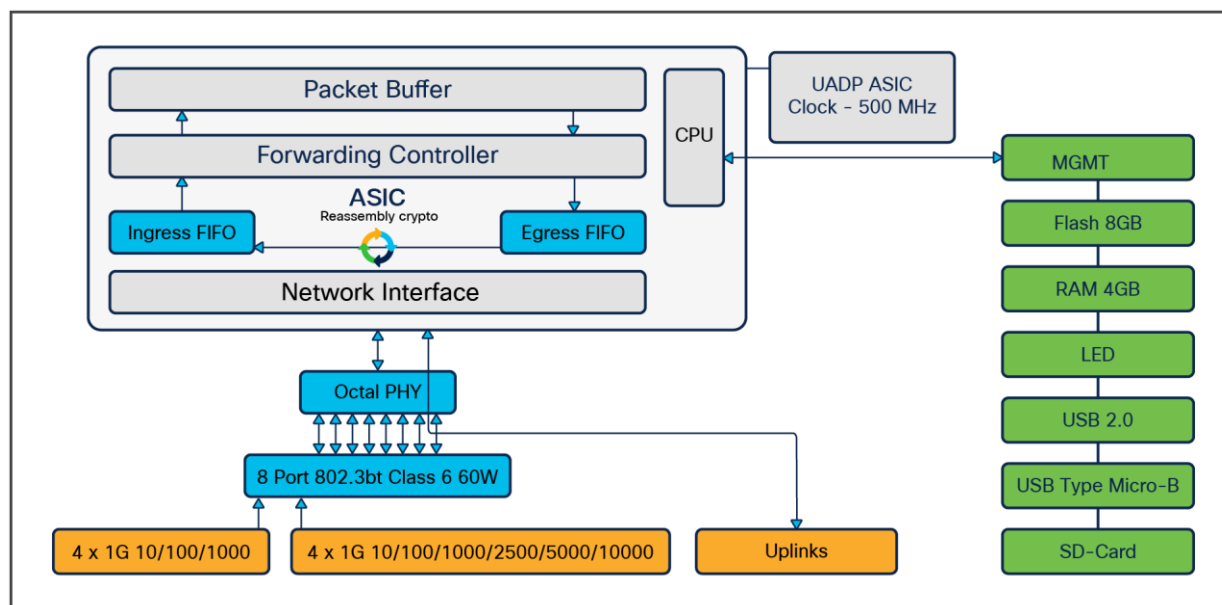 Packet Buffer
Forwarding Controller
ASIC
Reassembly crypto
Ingress FIFO
Egress FIFO
Network Interface
CPU
UADP ASIC
Clock - 500 MHz
MGMT
Flash 8GB
RAM 4GB
LED
USB 2.0
USB Type Micro-B
SD-Card
Octal PHY
8 Port 802.3bt Class 6 60W
4 x 1G 10/100/1000
4 x 1G 10/100/1000/2500/5000/10000
Uplinks